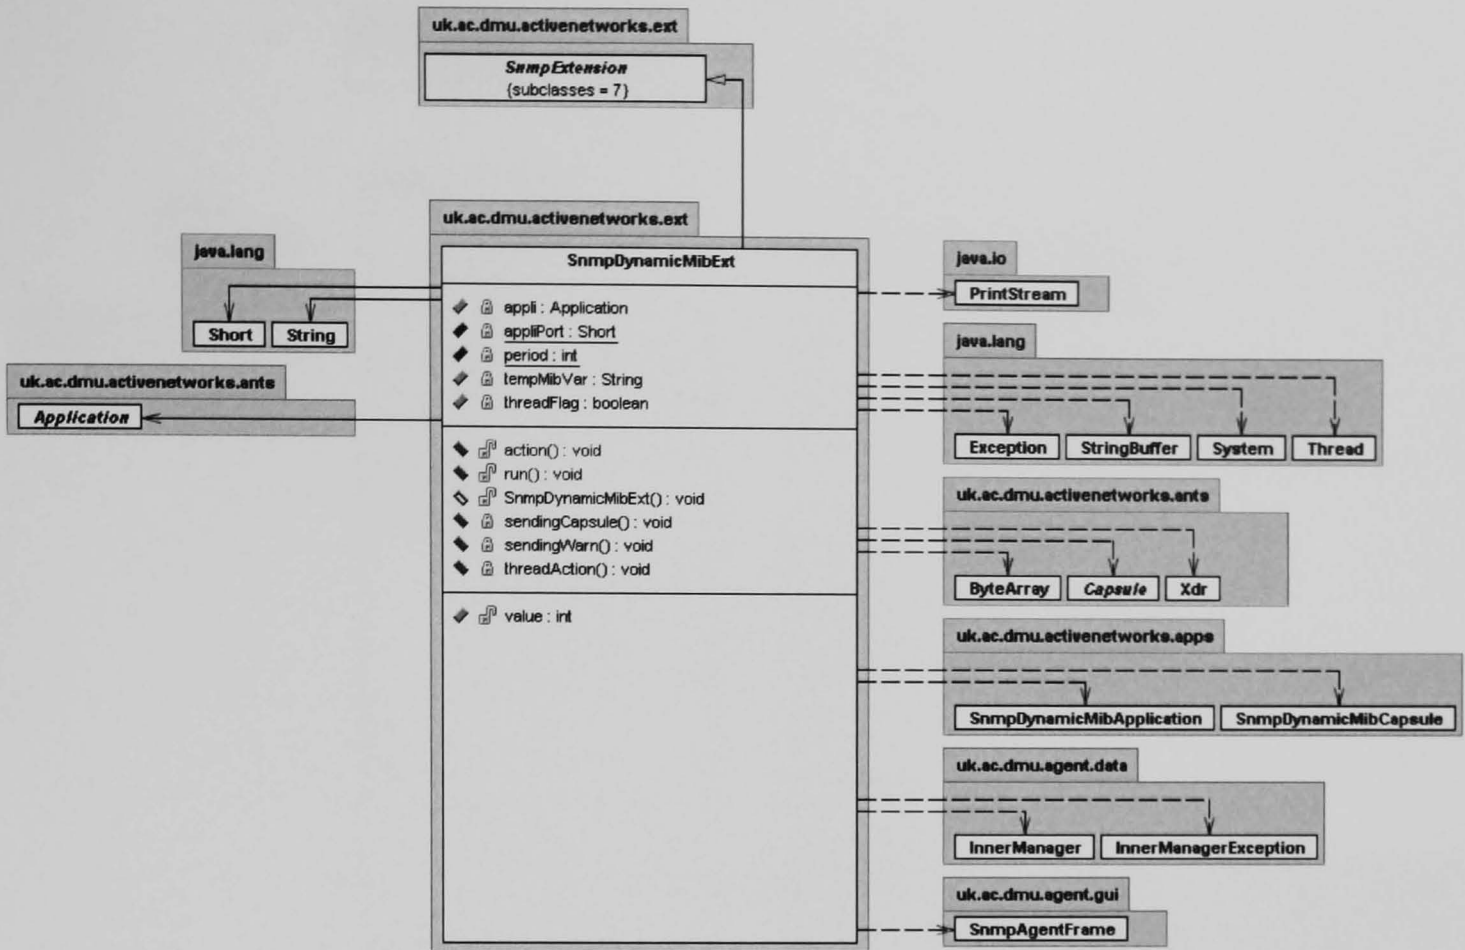 uk.ac.dmu.activenetworks.ext
SnmpExtension
{subclasses = 7}
uk.ac.dmu.activenetworks.ext
SnmpDynamicMibExt
appli : Application
appliPort : Short
period : int
tempMibVar : String
threadFlag : boolean
action() : void
run() : void
SnmpDynamicMibExt() : void
sendingCapsule() : void
sendingWarn() : void
threadAction() : void
value : int
java.lang
Short String
uk.ac.dmu.activenetworks.ants
Application
java.io
PrintStream
java.lang
Exception StringBuffer System Thread
uk.ac.dmu.activenetworks.ants
ByteArray Capsule Xdr
uk.ac.dmu.activenetworks.apps
SnmpDynamicMibApplication SnmpDynamicMibCapsule
uk.ac.dmu.agent.data
InnerManager InnerManagerException
uk.ac.dmu.agent.gui
SnmpAgentFrame